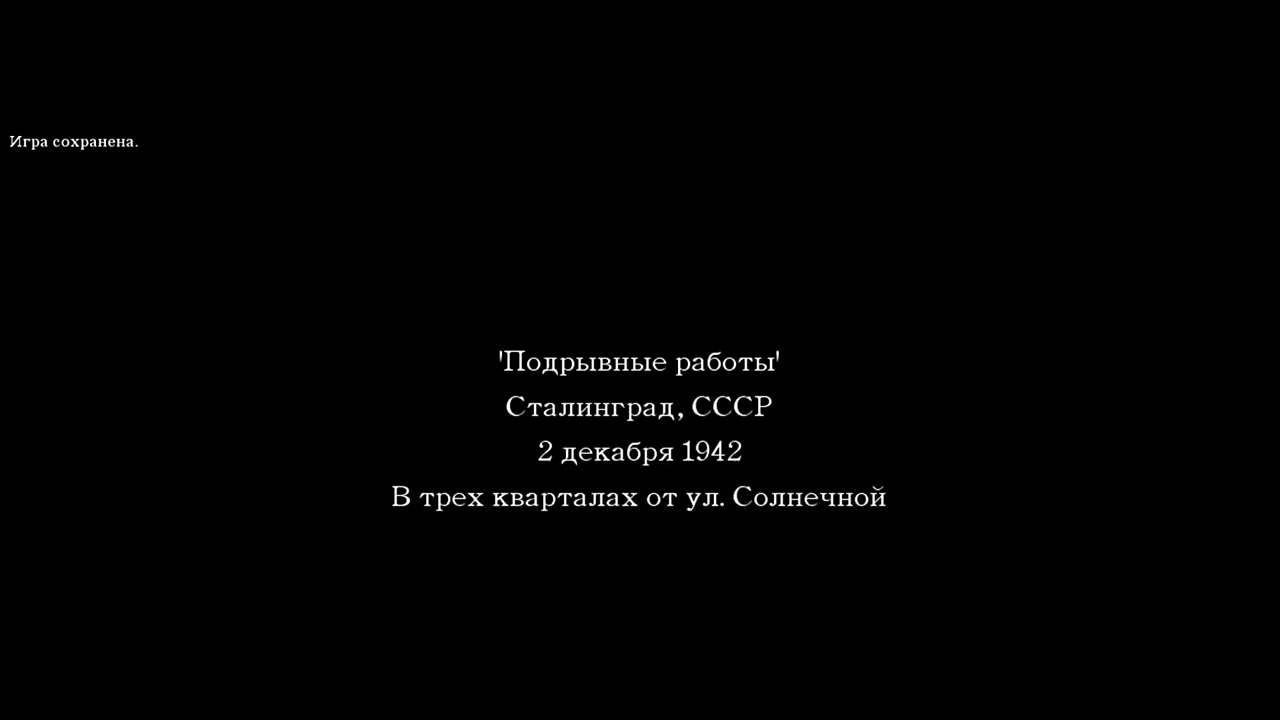 Игра сохранена.
'Подрывные работы'
Сталинград, СССР
2 декабря 1942
В трех кварталах от ул. Солнечной